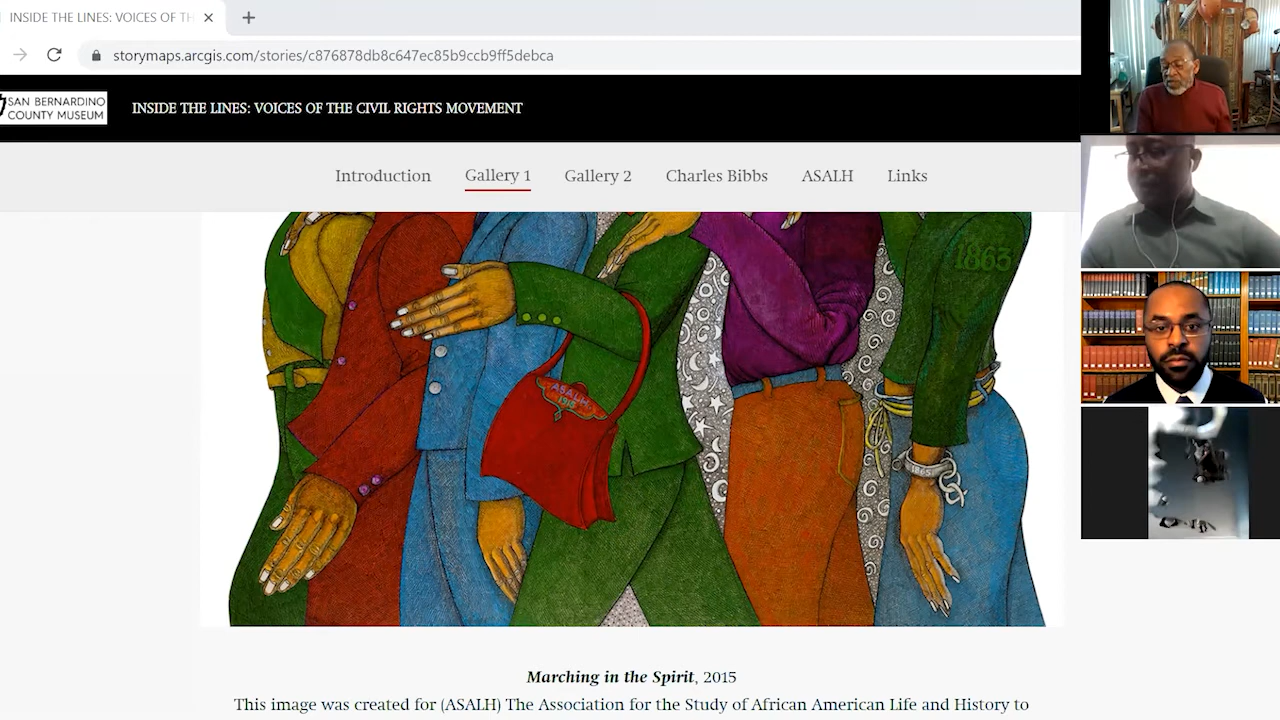 INSIDE THE LINES: VOICES OF TH
storymaps.arcgis.com/stories/c876878db8c647ec85b9ccb9ff5debca
SAN BERNARDINO
COUNTY MUSEUM
INSIDE THE LINES: VOICES OF THE CIVIL RIGHTS MOVEMENT
Introduction
Gallery 1
Gallery 2
Charles Bibbs
ASALH
Links
1863
ASALH
1915
1865
Marching in the Spirit, 2015
This image was created for (ASALH) The Association for the Study of African American Life and History to